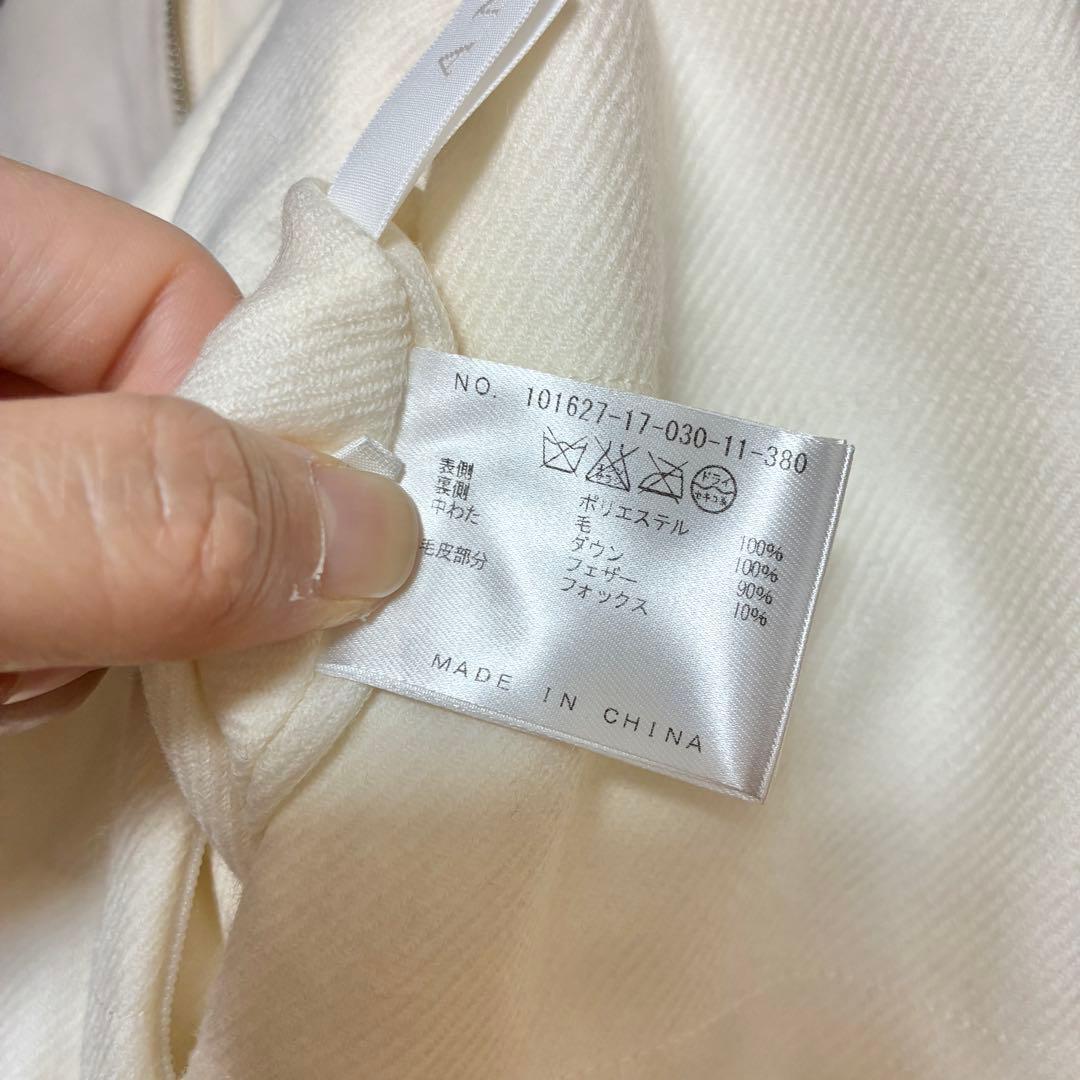 NO. 101627-17-030-11-380
ドライ
セキユ系
表側 ポリエステル 100%
裏側 毛 100%
中わた ダウン 90%
フェザー 10%
毛皮部分 フォックス
MADE IN CHINA